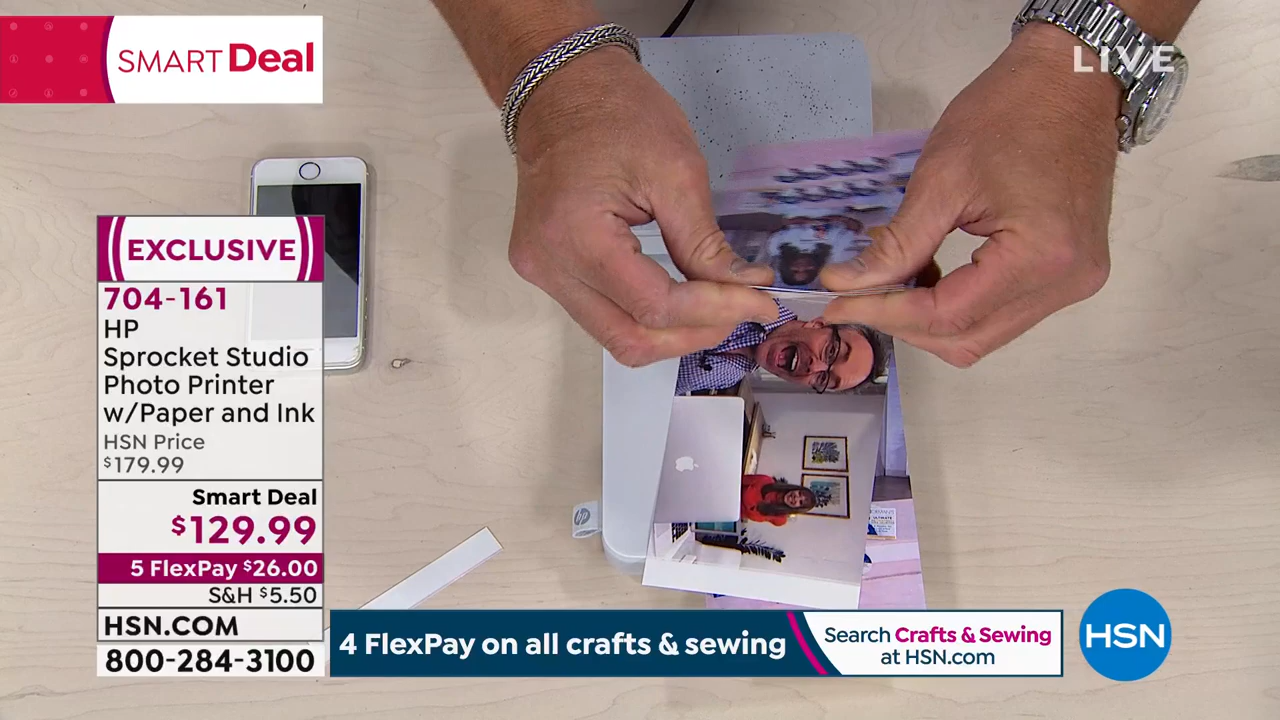 SMART Deal
LIVE
EXCLUSIVE
704-161
HP
Sprocket Studio
Photo Printer
w/Paper and Ink
HSN Price
$179.99
Smart Deal
$129.99
5 FlexPay $26.00
S&H $5.50
HSN.COM
800-284-3100
4 FlexPay on all crafts & sewing
Search Crafts & Sewing
at HSN.com
HSN
hp
ULTIMATE